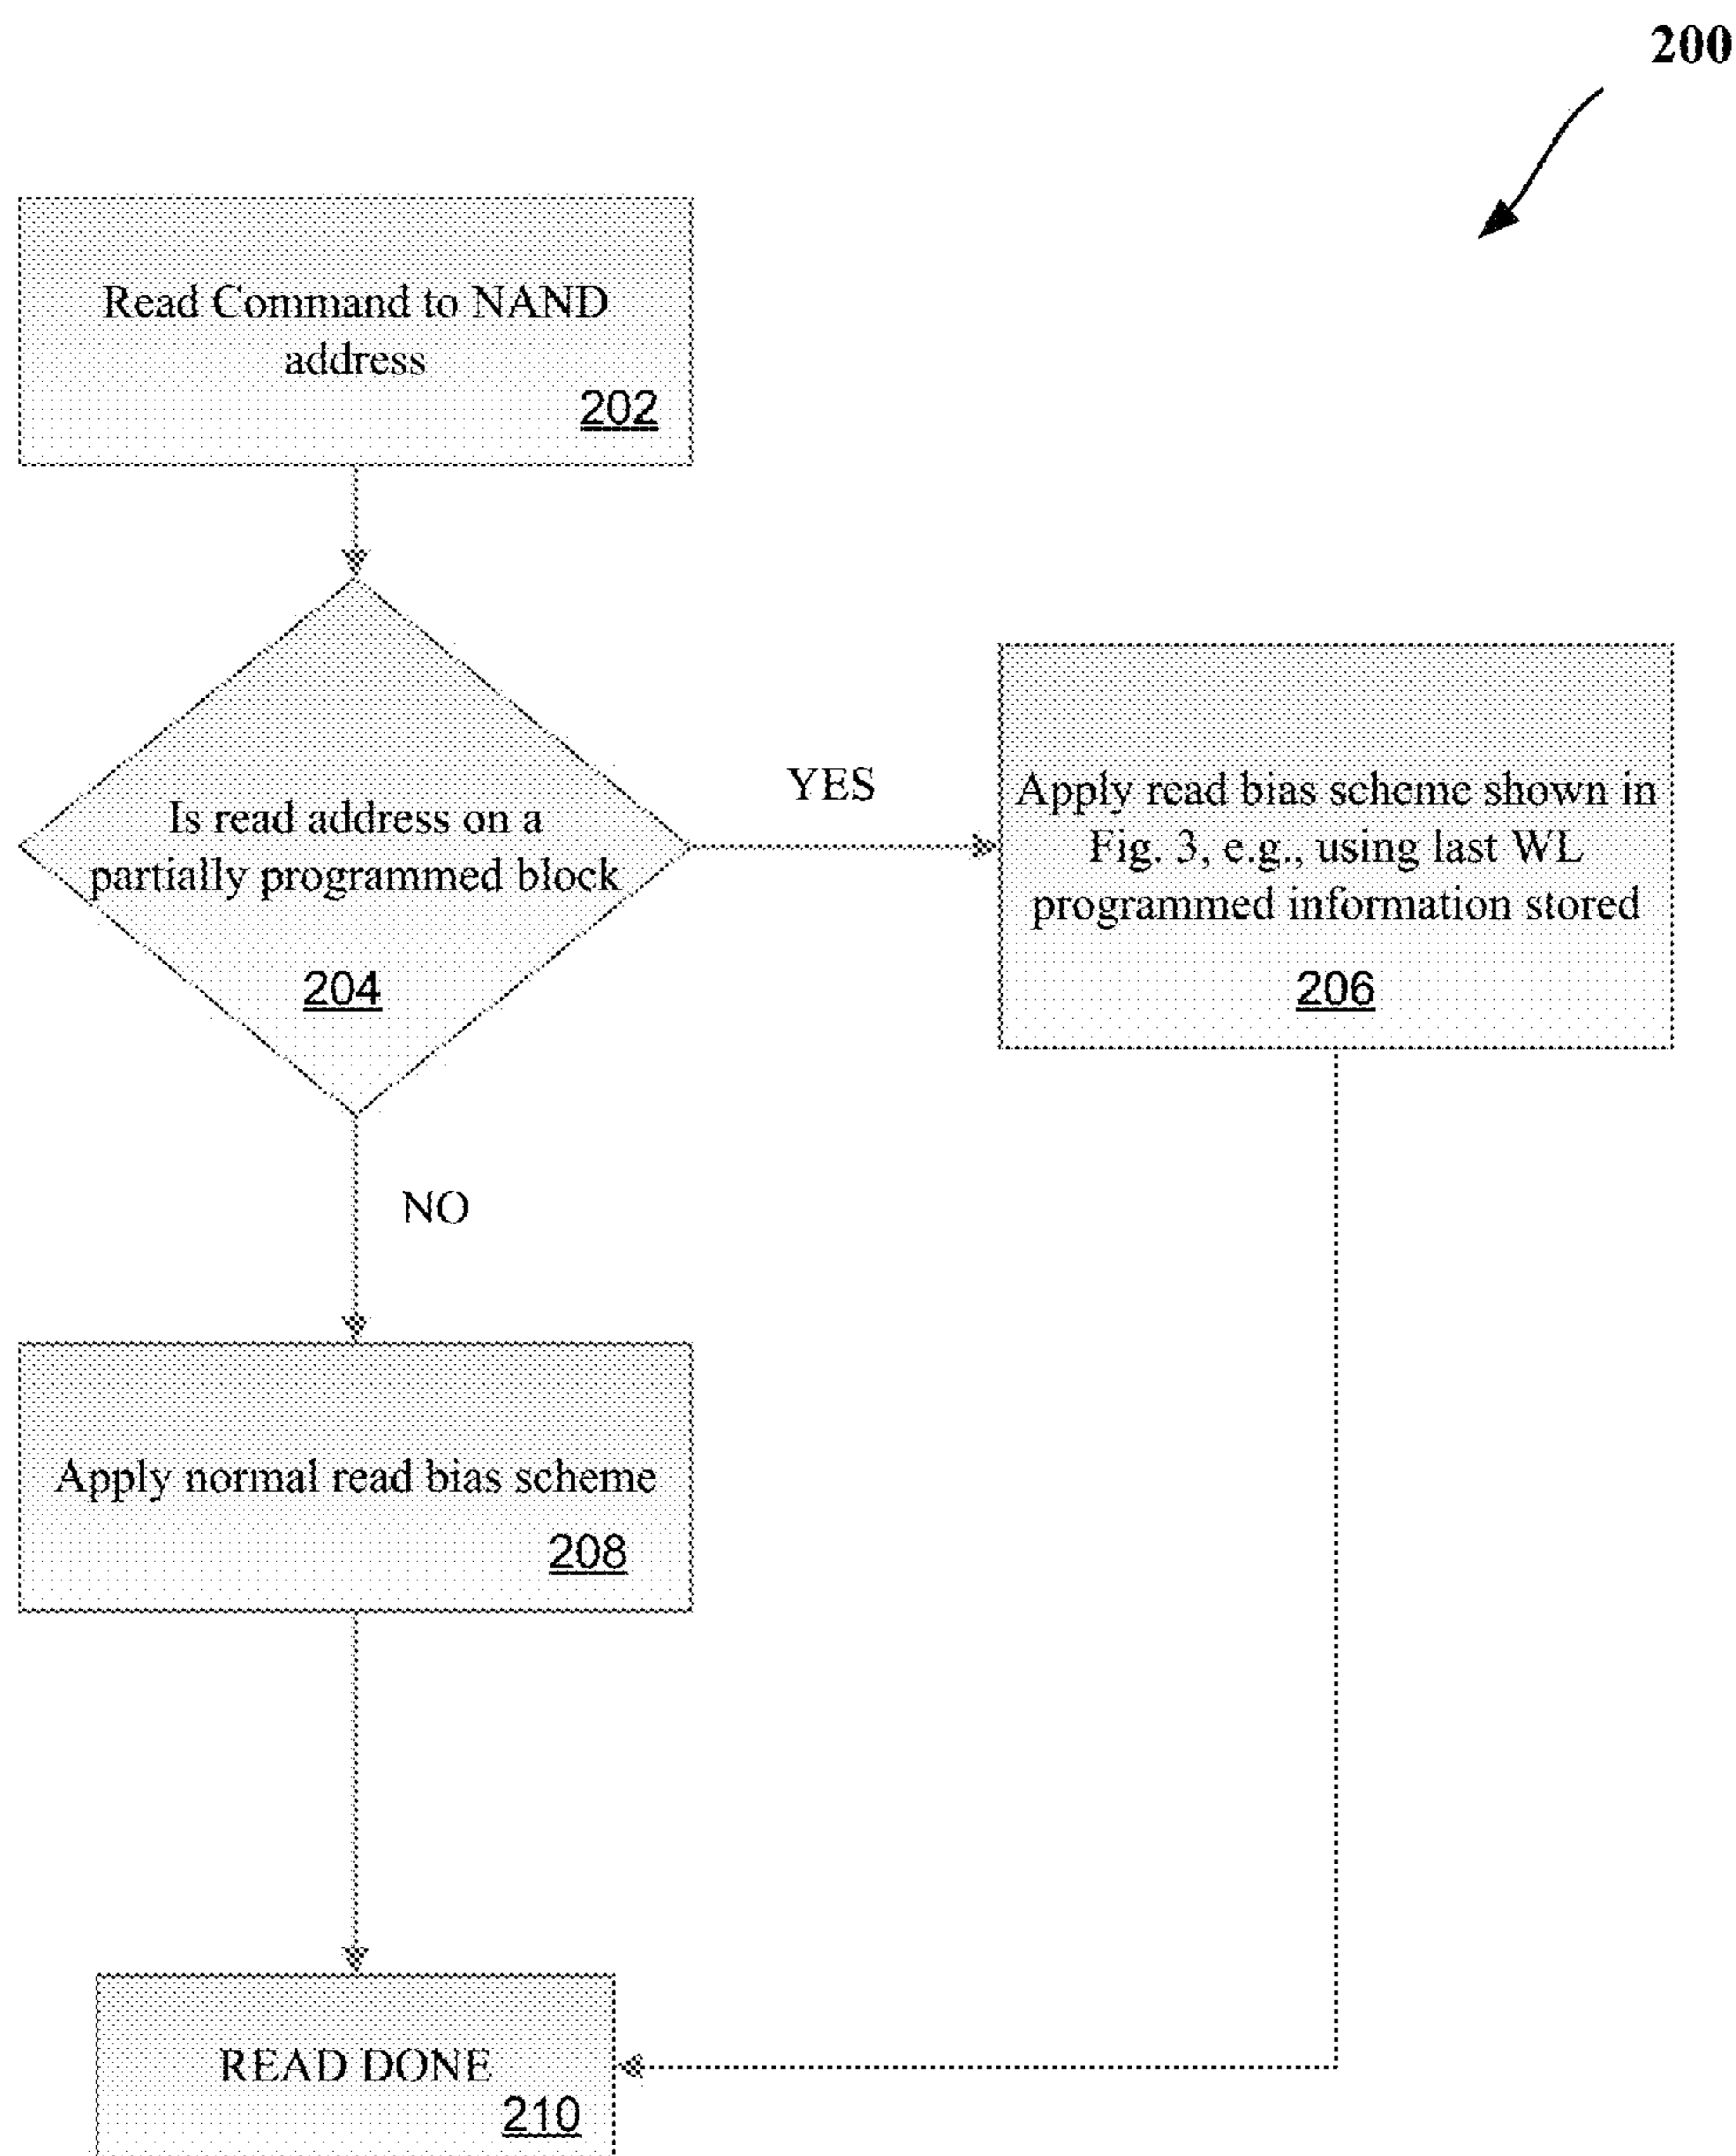 200
Read Command to NAND
address
202
Is read address on a
partially programmed block
204
YES
Apply read bias scheme shown in
Fig. 3, e.g., using last WL
programmed information stored
206
NO
Apply normal read bias scheme
208
READ DONE
210